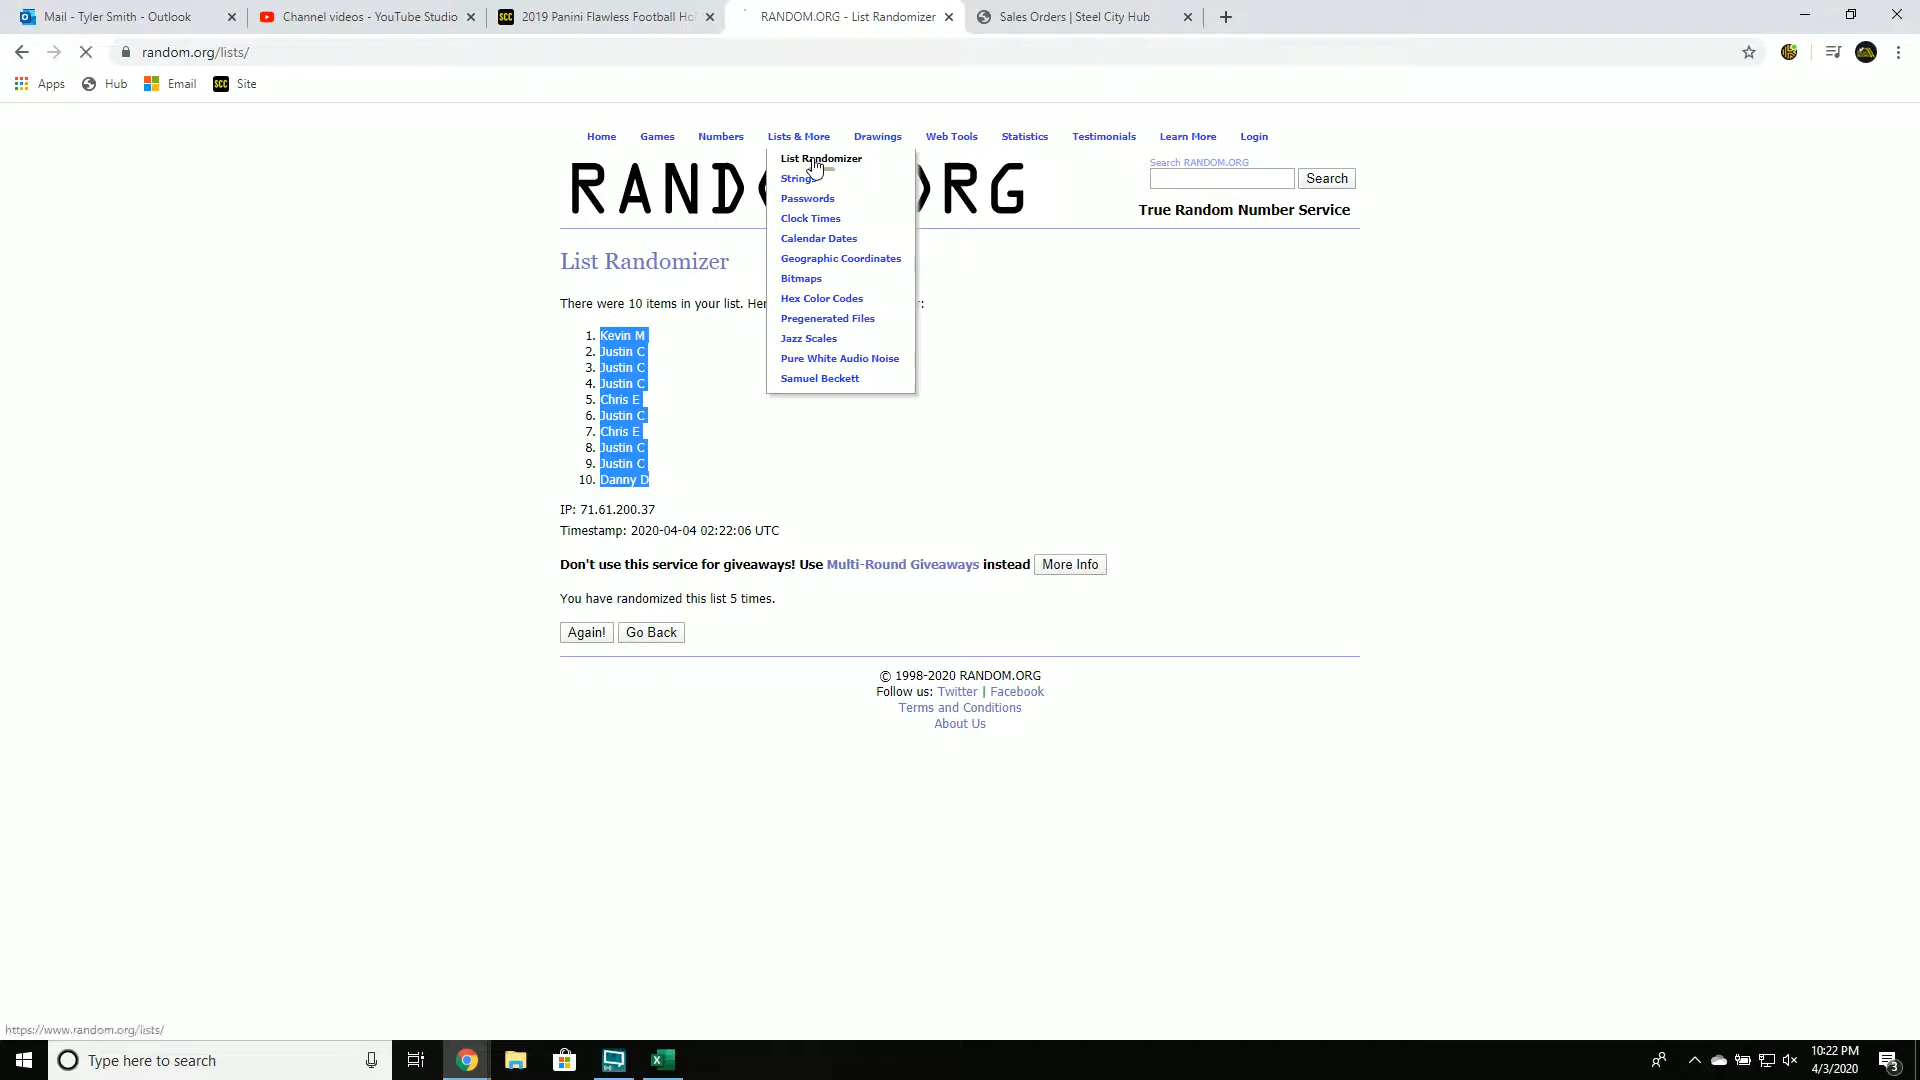 Mail - Tyler Smith - Outlook
Channel videos - YouTube Studio
SCC 2019 Panini Flawless Football Ho
RANDOM.ORG - List Randomizer
Sales Orders | Steel City Hub
random.org/lists/
Apps Hub Email SCC Site
Home Games Numbers Lists & More Drawings Web Tools Statistics Testimonials Learn More Login
List Randomizer
Strings
Passwords
Clock Times
Calendar Dates
Geographic Coordinates
Bitmaps
Hex Color Codes
Pregenerated Files
Jazz Scales
Pure White Audio Noise
Samuel Beckett
RAND ORG
Search RANDOM.ORG
Search
True Random Number Service
List Randomizer
There were 10 items in your list. Her r:
1. Kevin M
2. Justin C
3. Justin C
4. Justin C
5. Chris E
6. Justin C
7. Chris E
8. Justin C
9. Justin C
10. Danny D
IP: 71.61.200.37
Timestamp: 2020-04-04 02:22:06 UTC
Don't use this service for giveaways! Use Multi-Round Giveaways instead More Info
You have randomized this list 5 times.
Again! Go Back
© 1998-2020 RANDOM.ORG
Follow us: Twitter | Facebook
Terms and Conditions
About Us
https://www.random.org/lists/
Type here to search
10:22 PM
4/3/2020
3